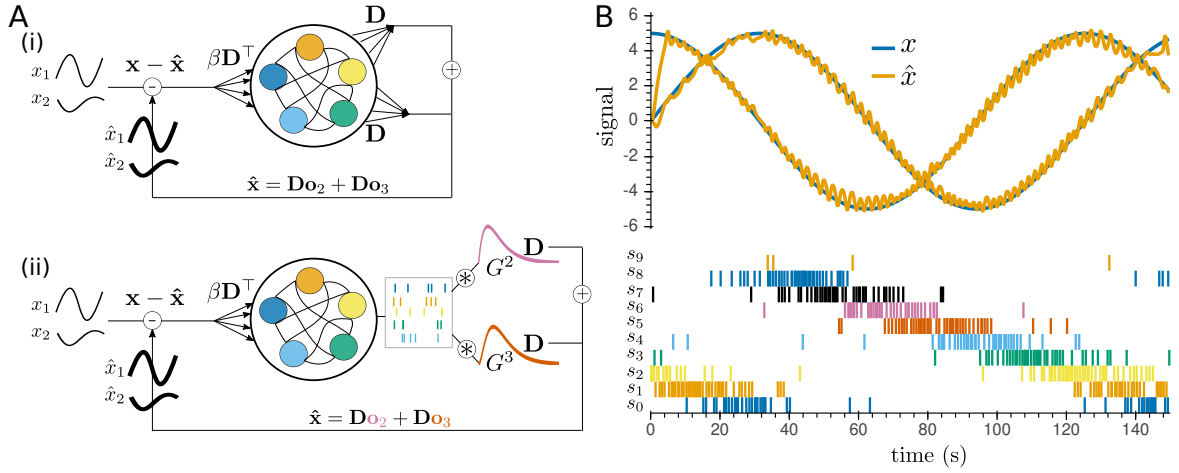 A
(i)
x₁
x₂
x − x̂
-
βD⊤
D
D
+
x̂₁
x̂₂
x̂ = Do₂ + Do₃
(ii)
x₁
x₂
x − x̂
-
βD⊤
*
G²
D
+
*
G³
D
x̂₁
x̂₂
x̂ = Do₂ + Do₃
B
6
4
2
0
-2
-4
-6
signal
x
x̂
s₉
s₈
s₇
s₆
s₅
s₄
s₃
s₂
s₁
s₀
0 20 40 60 80 100 120 140
time (s)